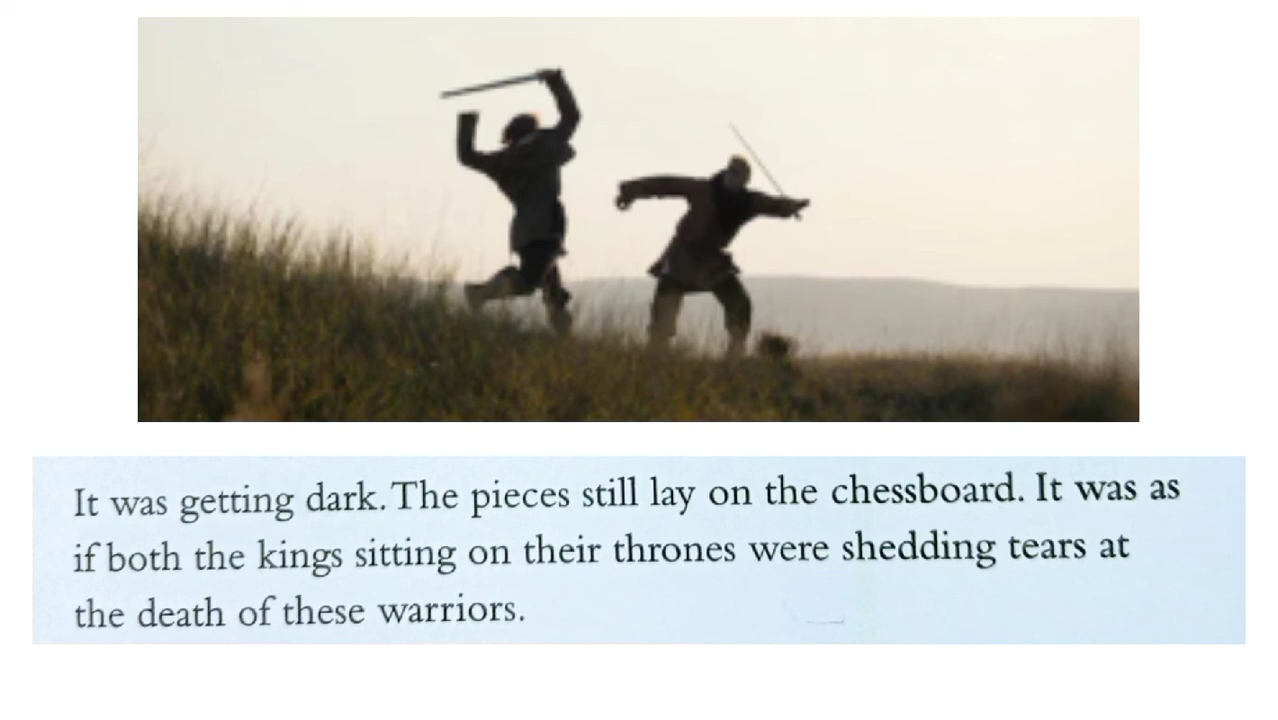 It was getting dark. The pieces still lay on the chessboard. It was as
if both the kings sitting on their thrones were shedding tears at
the death of these warriors.